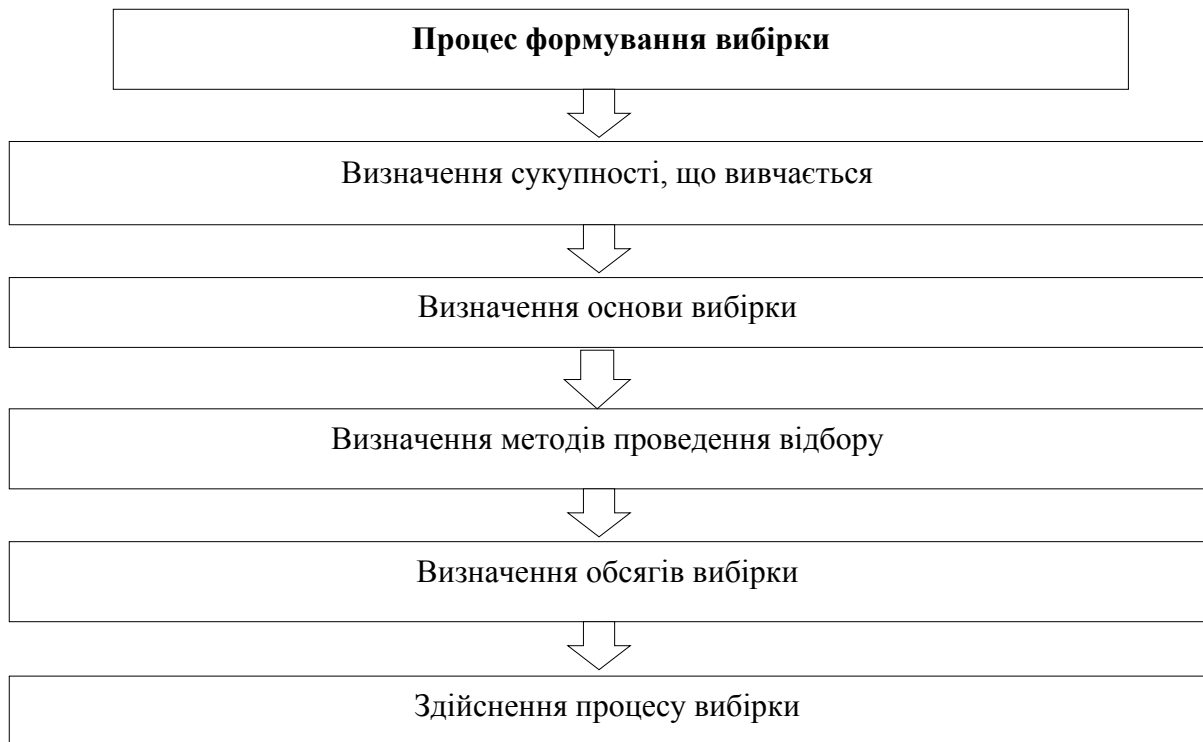 Процес формування вибірки
Визначення сукупності, що вивчається
Визначення основи вибірки
Визначення методів проведення відбору
Визначення обсягів вибірки
Здійснення процесу вибірки